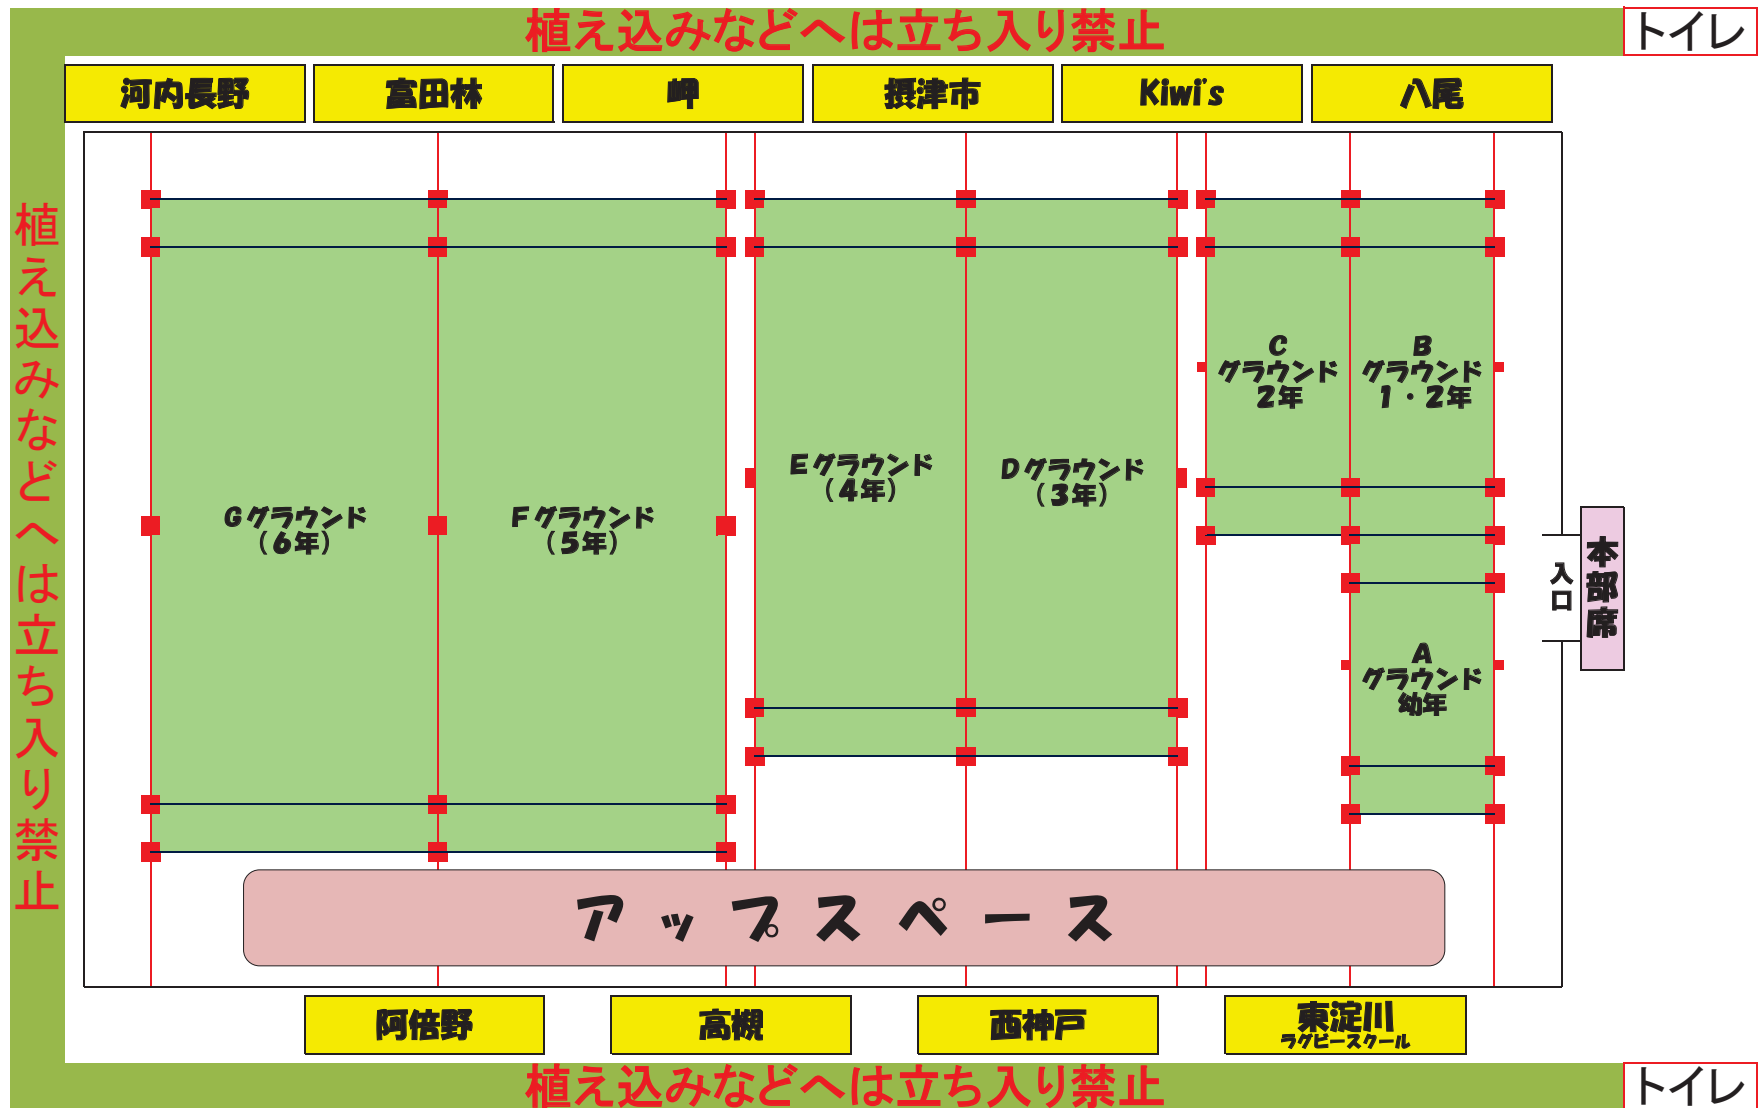 植え込みなどへは立ち入り禁止
トイレ
河内長野
富田林
岬
摂津市
Kiwi's
八尾
植え込みなどへは立ち入り禁止
C
グラウンド
2年
B
グラウンド
1・2年
Eグラウンド
（4年）
Dグラウンド
（3年）
Gグラウンド
（6年）
Fグラウンド
（5年）
入口
本部席
A
グラウンド
幼年
アップスペース
阿倍野
高槻
西神戸
東淀川
ラグビースクール
植え込みなどへは立ち入り禁止
トイレ